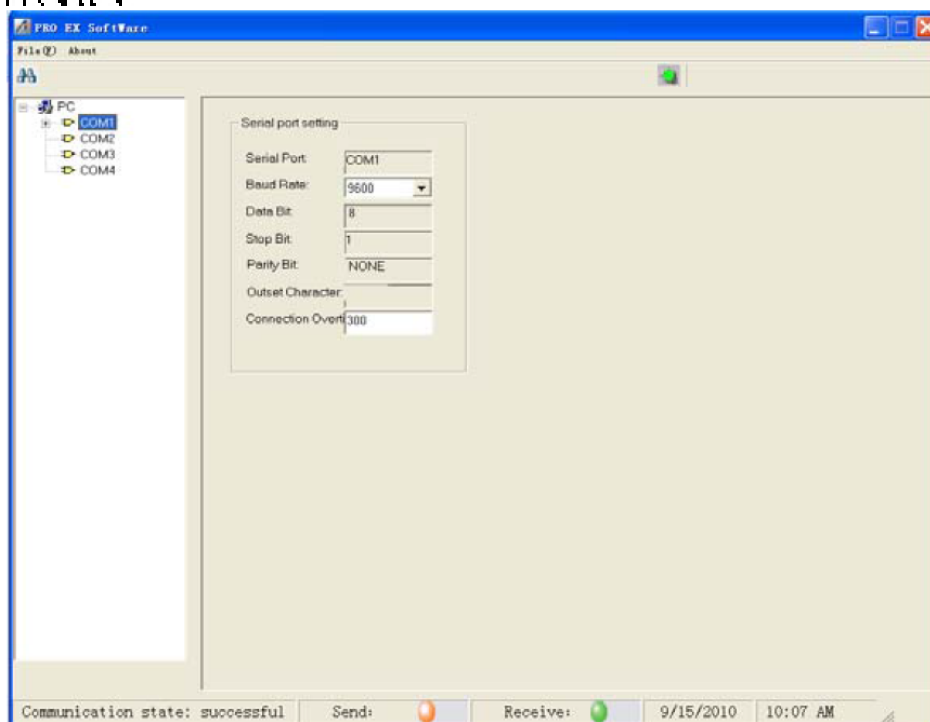 PRO EX SoftWare
File(F) About
PC
COM1
COM2
COM3
COM4
Serial port setting
Serial Port: COM1
Baud Rate: 9600
Data Bit: 8
Stop Bit: 1
Parity Bit: NONE
Outset Character:
Connection Overti 300
Communication state: successful Send: Receive: 9/15/2010 10:07 AM